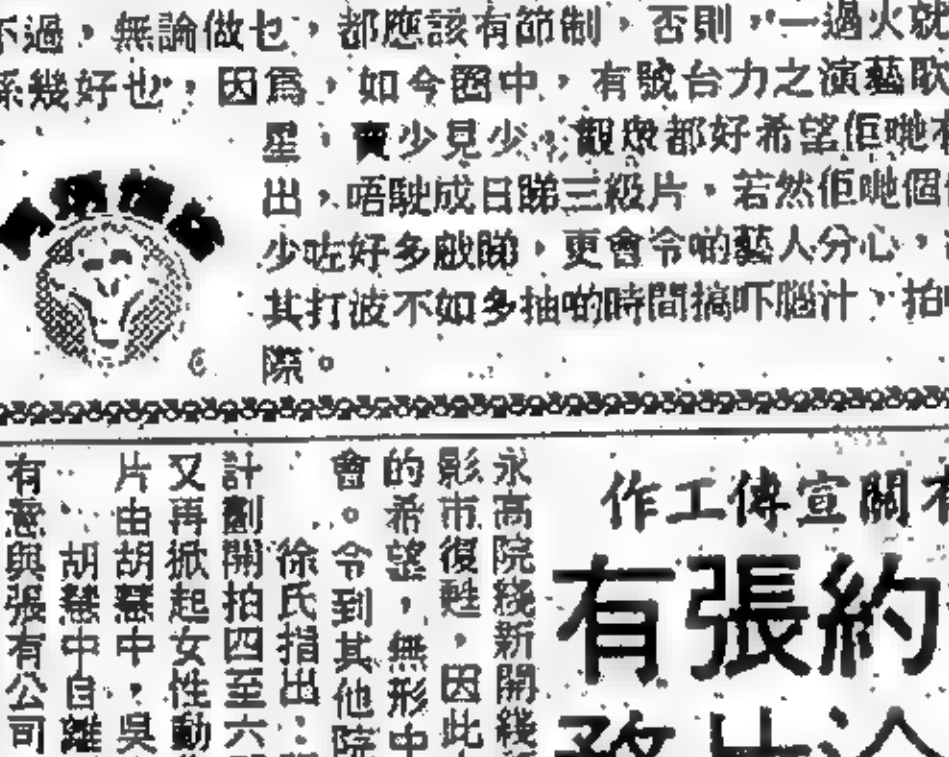 不過，無論做乜，都應該有節制，否則，一過火就
係幾好也，因爲，如今圈中，有號台力之演藝歌
星，賣少見少，觀衆都好希望佢哋有
出，唔駛成日睇三級片，若然佢哋個個
少咗好多戲睇，更會令啲藝人分心，
其打波不如多抽啲時間搞吓腦汁，拍
際。
有關宣傳工作
約張有
永高院綫新開綫
影市復甦，因此
的希望，無形中
會。令到其他院
徐氏指出：
計劃開拍四至六
又再掀起女性動
片由胡慧中，吳
胡慧中自離
有意與張有公司